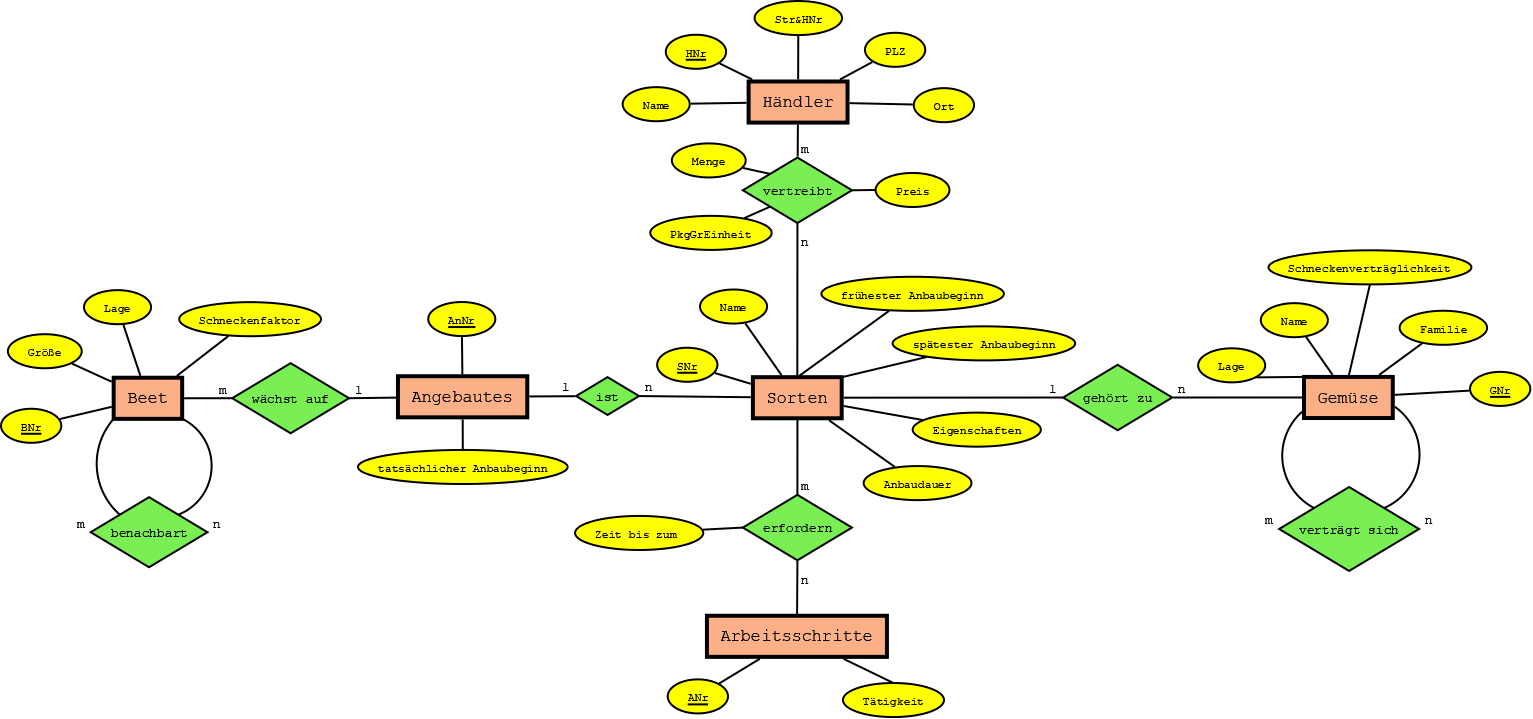 Str&HNr
HNr
PLZ
Name
Händler
Ort
m
Menge
vertreibt
Preis
PkgGrEinheit
n
Schneckenverträglichkeit
Lage
Schneckenfaktor
AnNr
Name
frühester Anbaubeginn
Name
Familie
Größe
spätester Anbaubeginn
SNr
Lage
GNr
Beet
m
wächst auf
1
Angebautes
1
ist
n
Sorten
1
gehört zu
n
Gemüse
BNr
Eigenschaften
tatsächlicher Anbaubeginn
Anbaudauer
m
m
benachbart
n
Zeit bis zum
erfordern
m
verträgt sich
n
n
Arbeitsschritte
ANr
Tätigkeit